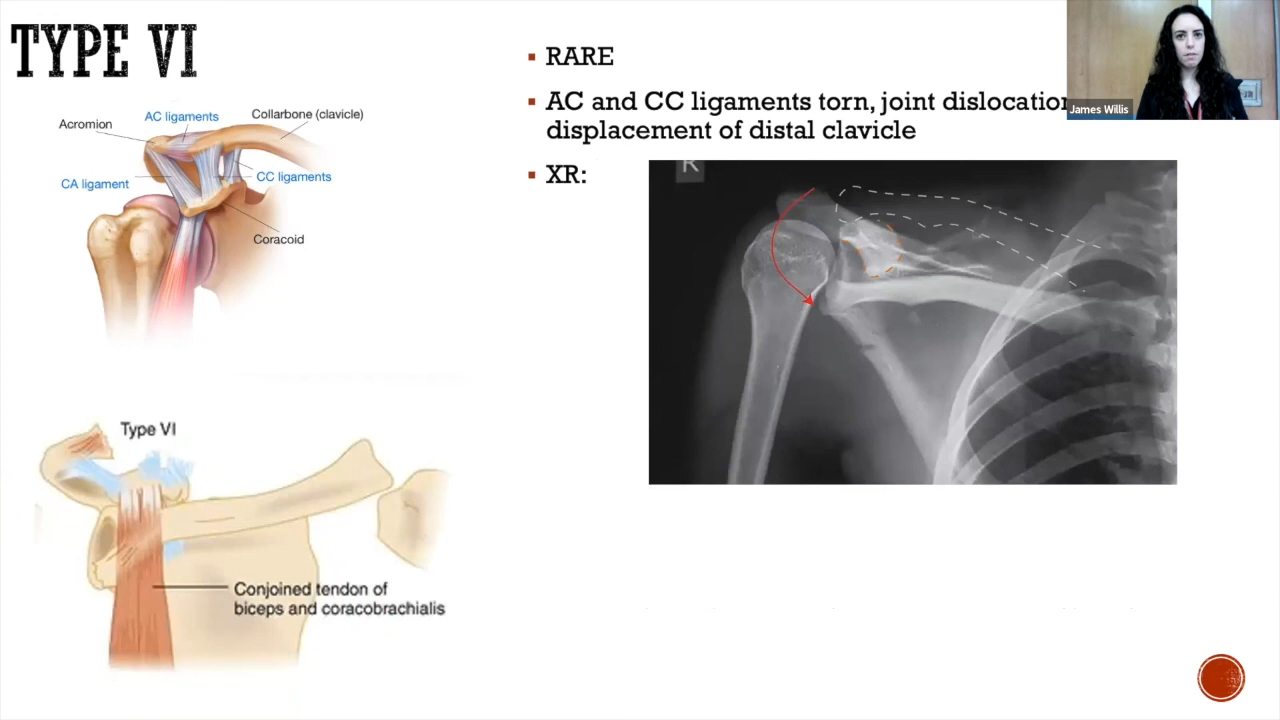 TYPE VI
AC ligaments
Collarbone (clavicle)
Acromion
CA ligament
CC ligaments
Coracoid
Type VI
Conjoined tendon of
biceps and coracobrachialis
RARE
AC and CC ligaments torn, joint dislocation
displacement of distal clavicle
XR:
R
James Willis